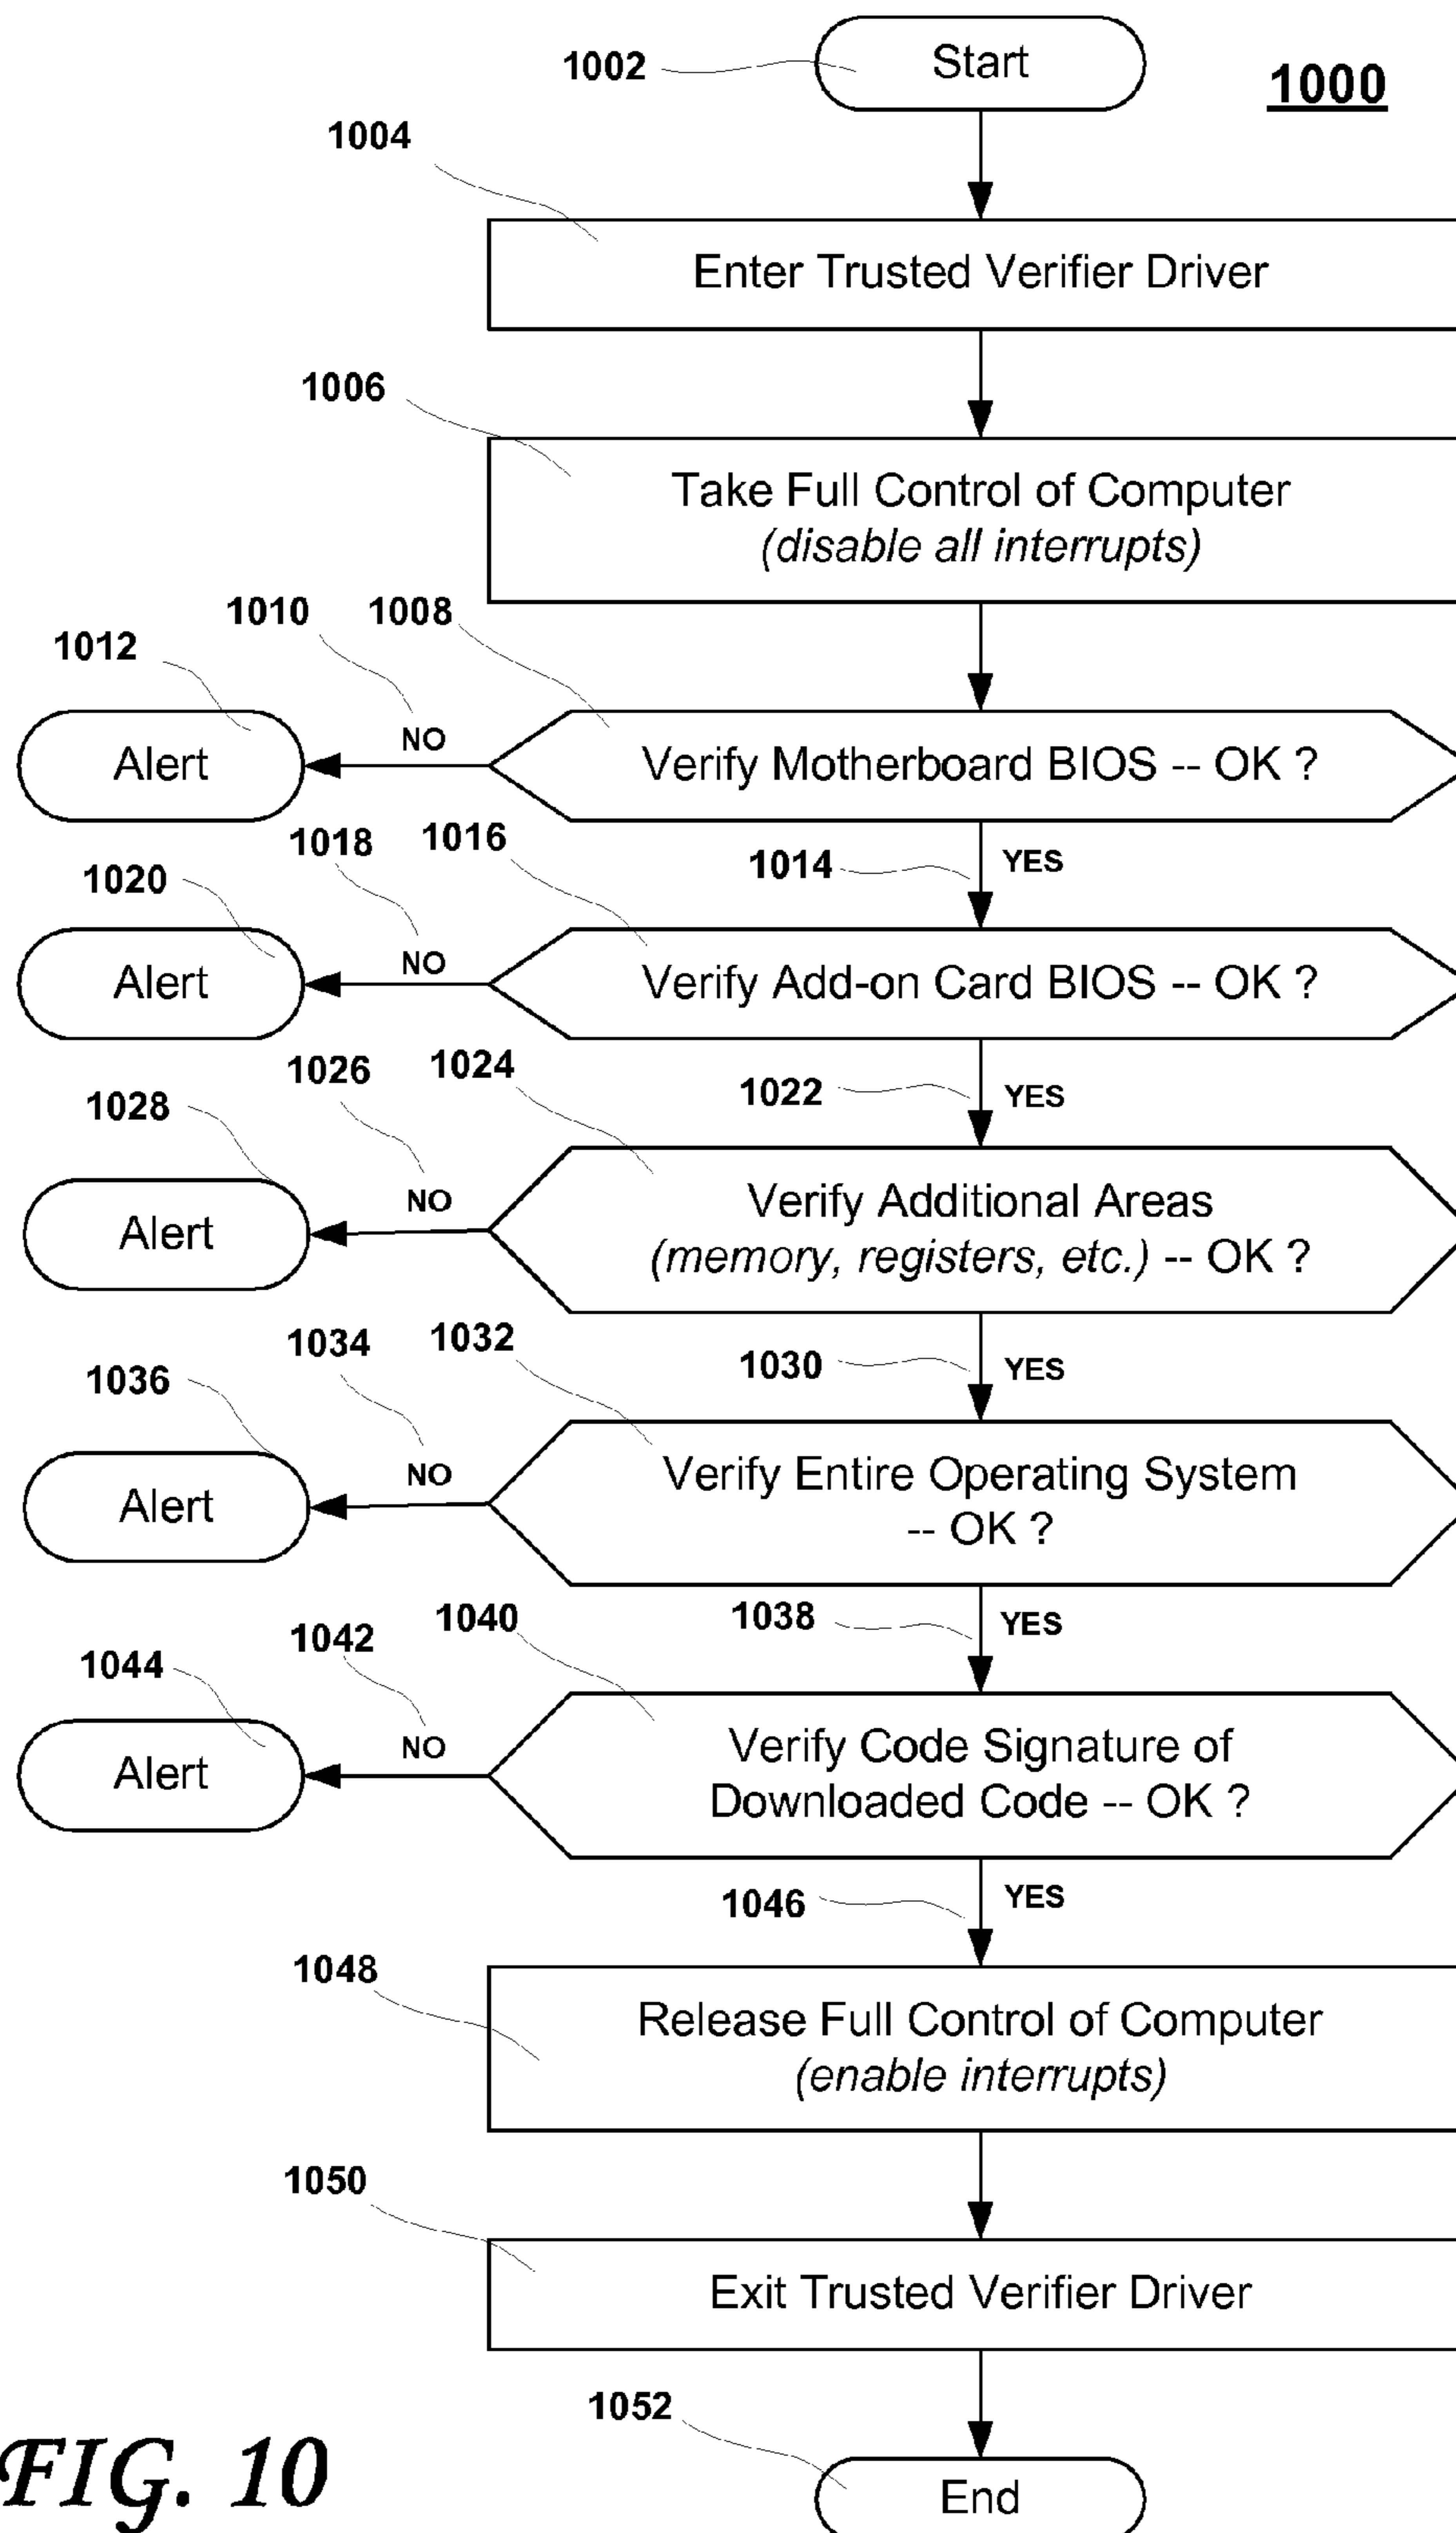 1002
Start
1000
1004
Enter Trusted Verifier Driver
1006
Take Full Control of Computer
(disable all interrupts)
1010
1008
1012
Alert
NO
Verify Motherboard BIOS -- OK ?
1018
1016
1014
YES
1020
Alert
NO
Verify Add-on Card BIOS -- OK ?
1026
1024
1022
YES
1028
Alert
NO
Verify Additional Areas
(memory, registers, etc.) -- OK ?
1034
1032
1030
YES
1036
Alert
NO
Verify Entire Operating System
-- OK ?
1042
1040
1038
YES
1044
Alert
NO
Verify Code Signature of
Downloaded Code -- OK ?
1046
YES
1048
Release Full Control of Computer
(enable interrupts)
1050
Exit Trusted Verifier Driver
1052
End
FIG. 10